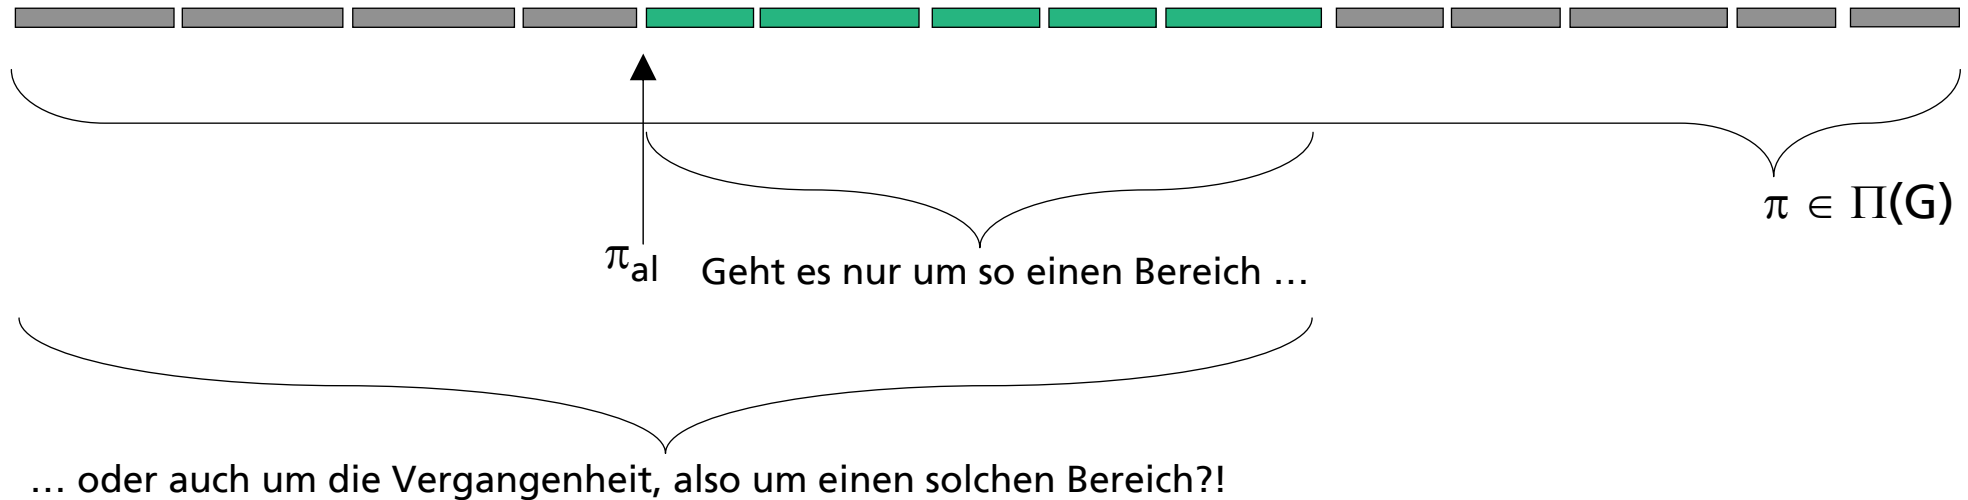 π ∈ Π(G)
π_al
Geht es nur um so einen Bereich …
… oder auch um die Vergangenheit, also um einen solchen Bereich?!